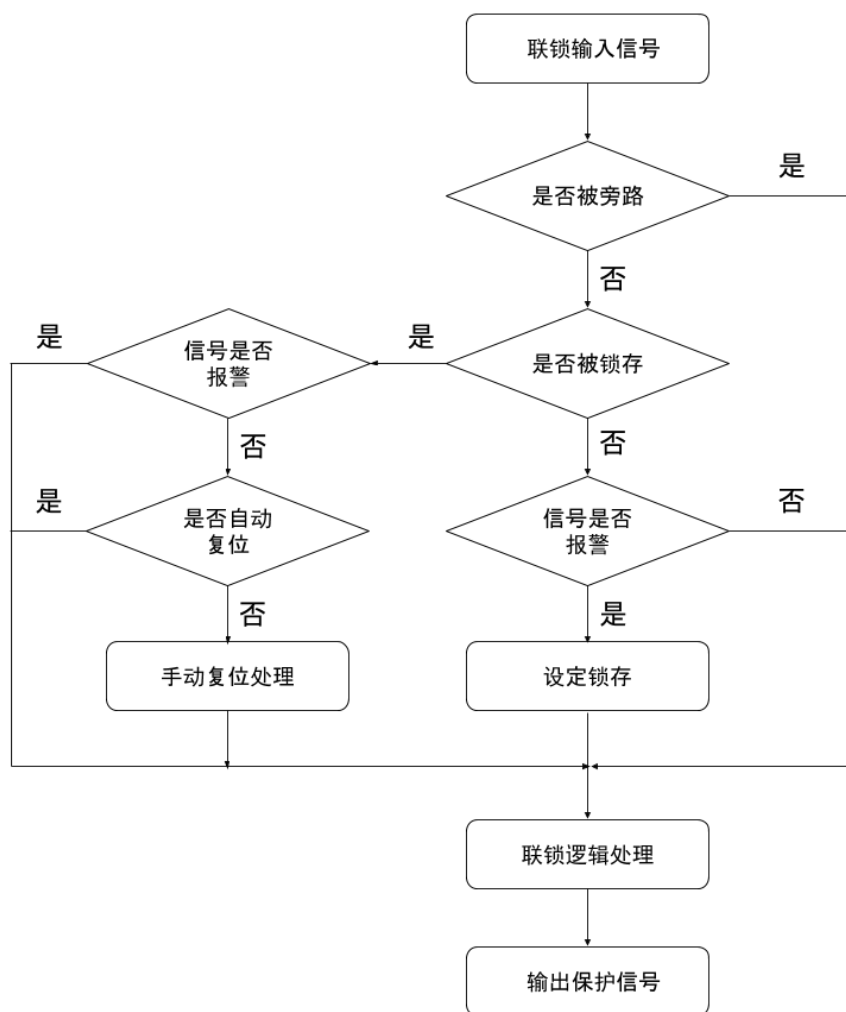 联锁输入信号
是
是否被旁路
否
是
信号是否
报警
是
是否被锁存
否
否
是
是否自动
复位
信号是否
报警
否
否
是
手动复位处理
设定锁存
联锁逻辑处理
输出保护信号